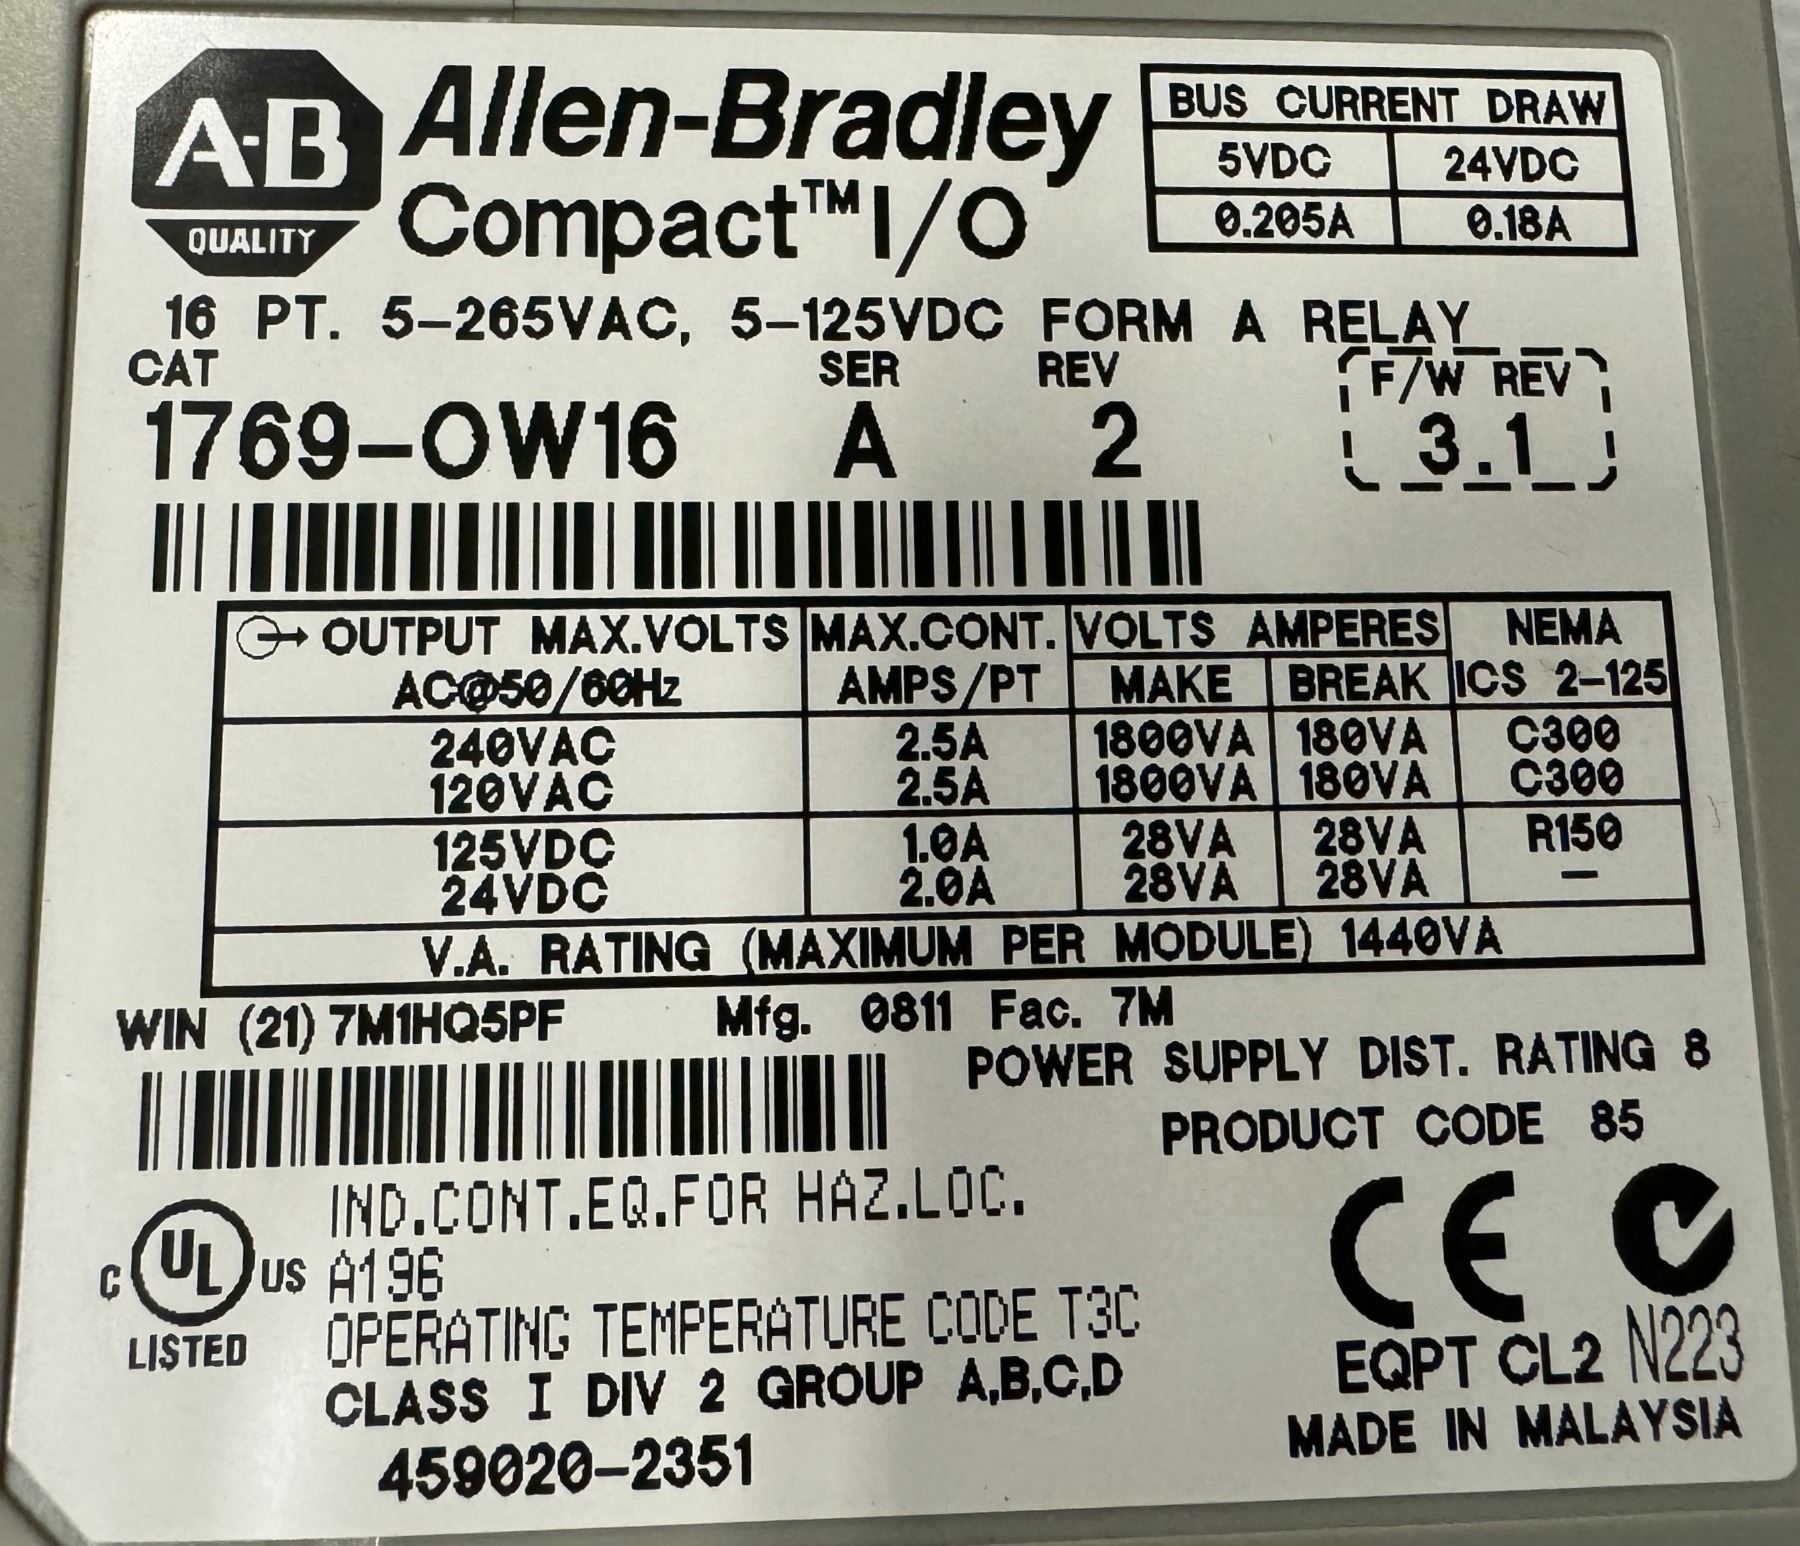 A-B
QUALITY
Allen-Bradley
Compact™ I/O
BUS CURRENT DRAW
5VDC 24VDC
0.205A 0.18A
16 PT. 5-265VAC, 5-125VDC FORM A RELAY
CAT SER REV F/W REV
1769-OW16 A 2 3.1
OUTPUT MAX.VOLTS MAX.CONT. VOLTS AMPERES NEMA
AC@50/60Hz AMPS/PT MAKE BREAK ICS 2-125
240VAC 2.5A 1800VA 180VA C300
120VAC 2.5A 1800VA 180VA C300
125VDC 1.0A 28VA 28VA R150
24VDC 2.0A 28VA 28VA —
V.A. RATING (MAXIMUM PER MODULE) 1440VA
WIN (21) 7M1HQ5PF Mfg. 0811 Fac. 7M
POWER SUPPLY DIST. RATING 8
PRODUCT CODE 85
C UL US
LISTED
IND.CONT.EQ.FOR HAZ.LOC.
A196
OPERATING TEMPERATURE CODE T3C
CLASS I DIV 2 GROUP A,B,C,D
459020-2351
CE
EQPT CL2 N223
MADE IN MALAYSIA